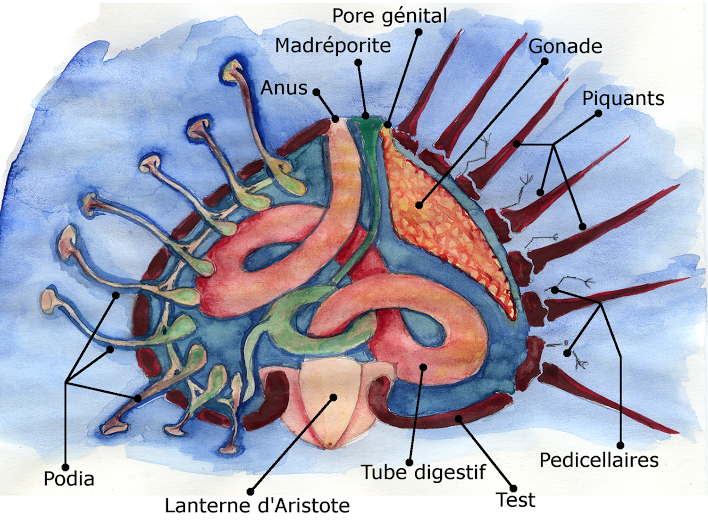 Pore génital
Madréporite
Gonade
Anus
Piquants
Podia
Lanterne d'Aristote
Tube digestif
Test
Pedicellaires